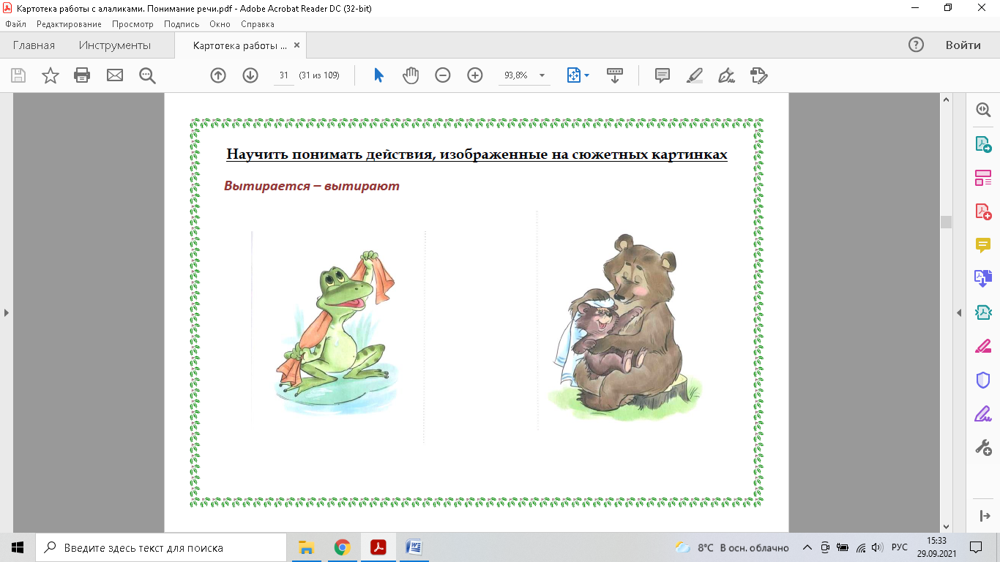 Картотека работы с алаликами. Понимание речи.pdf - Adobe Acrobat Reader DC (32-bit)
Файл Редактирование Просмотр Подпись Окно Справка
Главная Инструменты Картотека работы ... × Войти
31 (31 из 109) 93,8%
Научить понимать действия, изображенные на сюжетных картинках
Вытирается – вытирают
Введите здесь текст для поиска
8°C В осн. облачно
РУС
15:33
29.09.2021